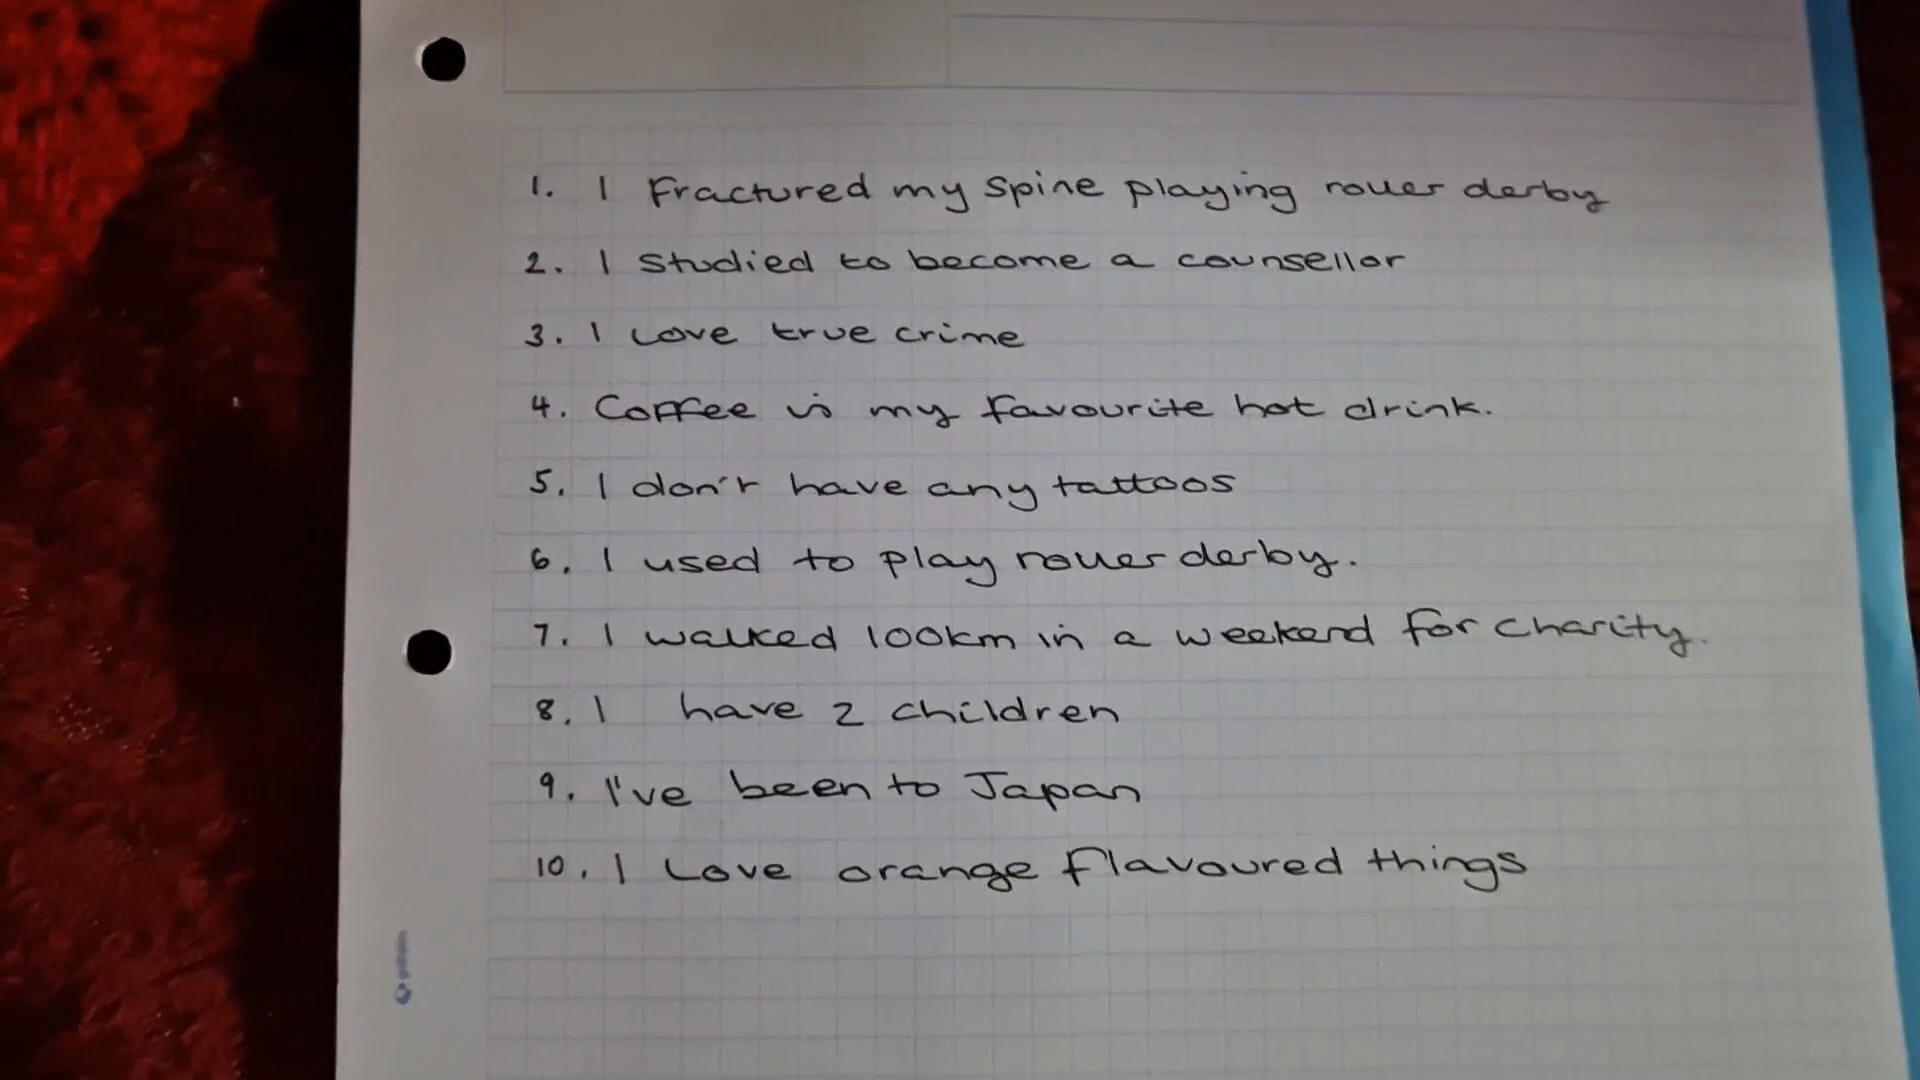 1. I Fractured my spine playing roller derby
2. I studied to become a counsellor
3. I Love true crime
4. Coffee is my favourite hot drink.
5. I don't have any tattoos
6. I used to play roller derby.
7. I walked 100km in a weekend for charity.
8. I have 2 children
9. I've been to Japan
10. I Love orange flavoured things